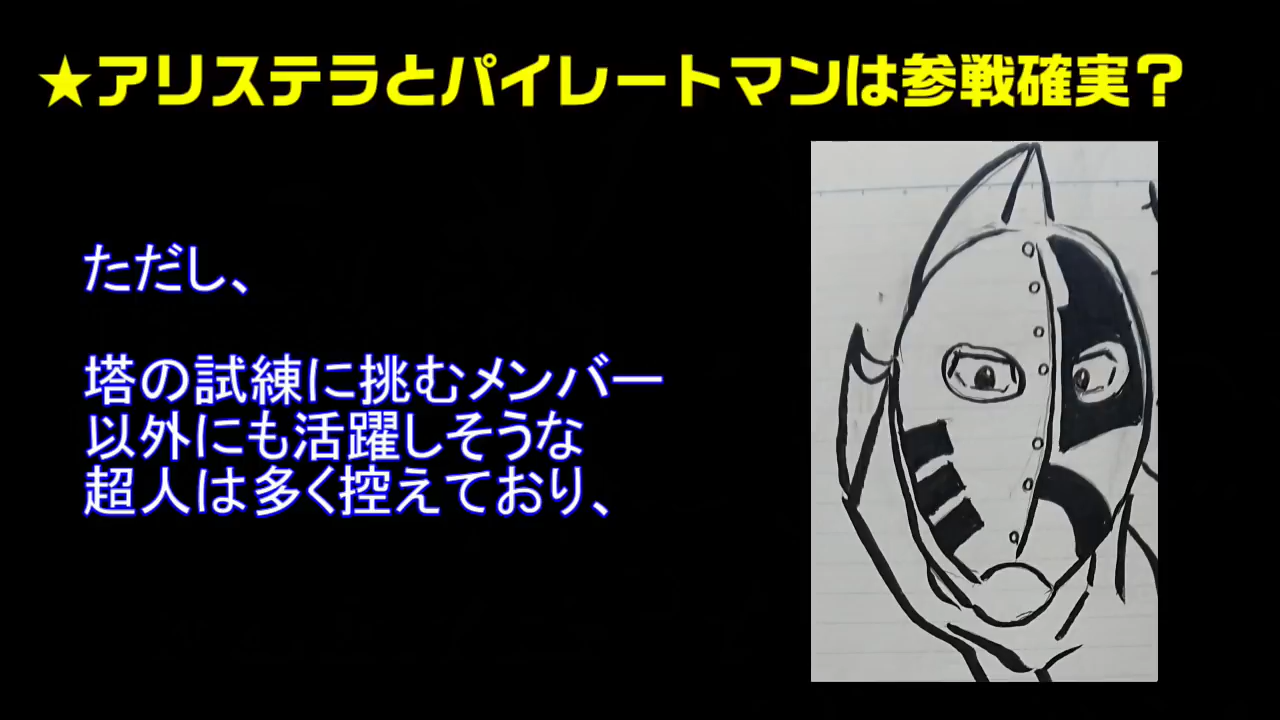 ★アリステラとパイレートマンは参戦確実？
ただし、
塔の試練に挑むメンバー
以外にも活躍しそうな
超人は多く控えており、